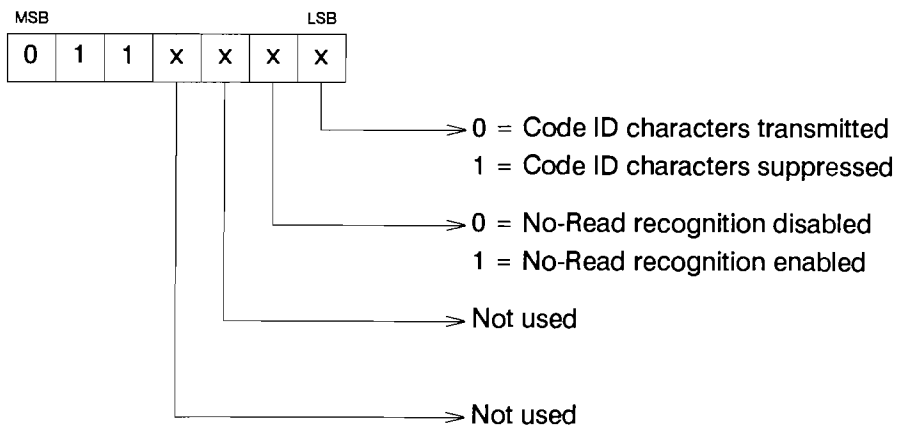 MSB LSB
0 1 1 x x x x
0 = Code ID characters transmitted
1 = Code ID characters suppressed
0 = No-Read recognition disabled
1 = No-Read recognition enabled
Not used
Not used